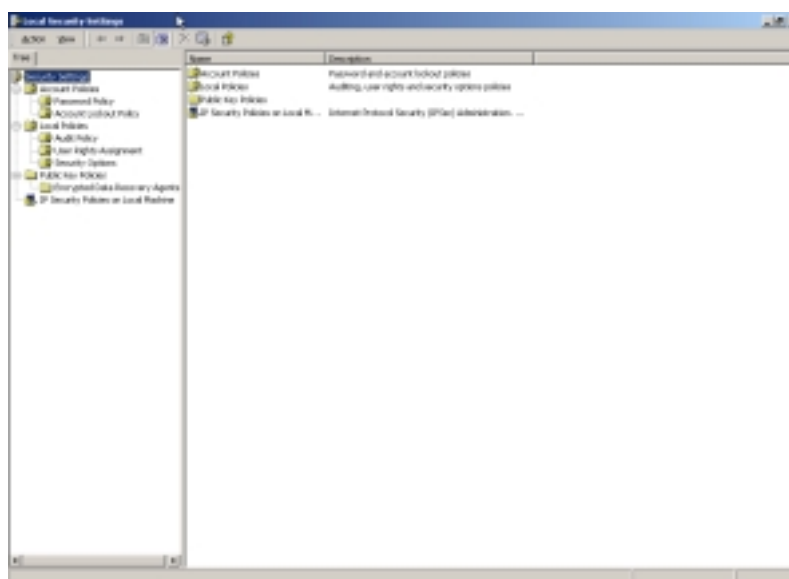 Local Security Settings
Action View
Tree
Security Settings
Account Policies
Password Policy
Account Lockout Policy
Local Policies
Audit Policy
User Rights Assignment
Security Options
Public Key Policies
Encrypted Data Recovery Agents
IP Security Policies on Local Machine
Name Description
Account Policies Password and account lockout policies
Local Policies Auditing, user rights and security options policies
Public Key Policies
IP Security Policies on Local M... Internet Protocol Security (IPSec) Administration. ...